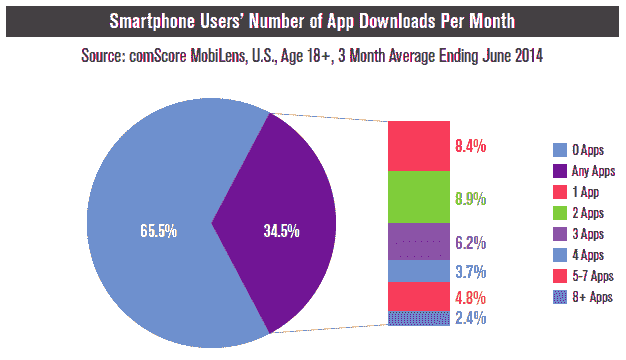 Smartphone Users' Number of App Downloads Per Month
Source: comScore MobiLens, U.S., Age 18+, 3 Month Average Ending June 2014
65.5%
34.5%
8.4%
8.9%
6.2%
3.7%
4.8%
2.4%
0 Apps
Any Apps
1 App
2 Apps
3 Apps
4 Apps
5-7 Apps
8+ Apps